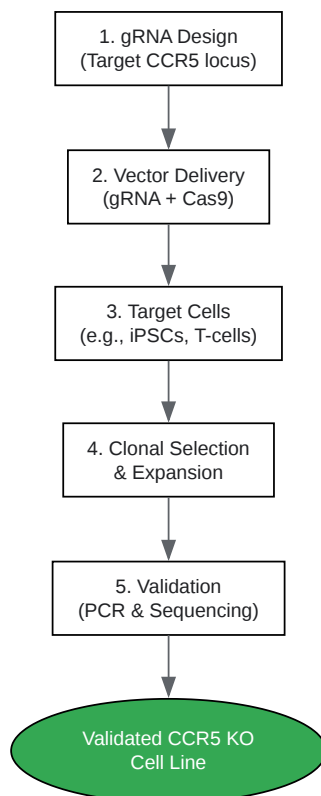 1. gRNA Design
(Target CCR5 locus)
2. Vector Delivery
(gRNA + Cas9)
3. Target Cells
(e.g., iPSCs, T-cells)
4. Clonal Selection
& Expansion
5. Validation
(PCR & Sequencing)
Validated CCR5 KO
Cell Line